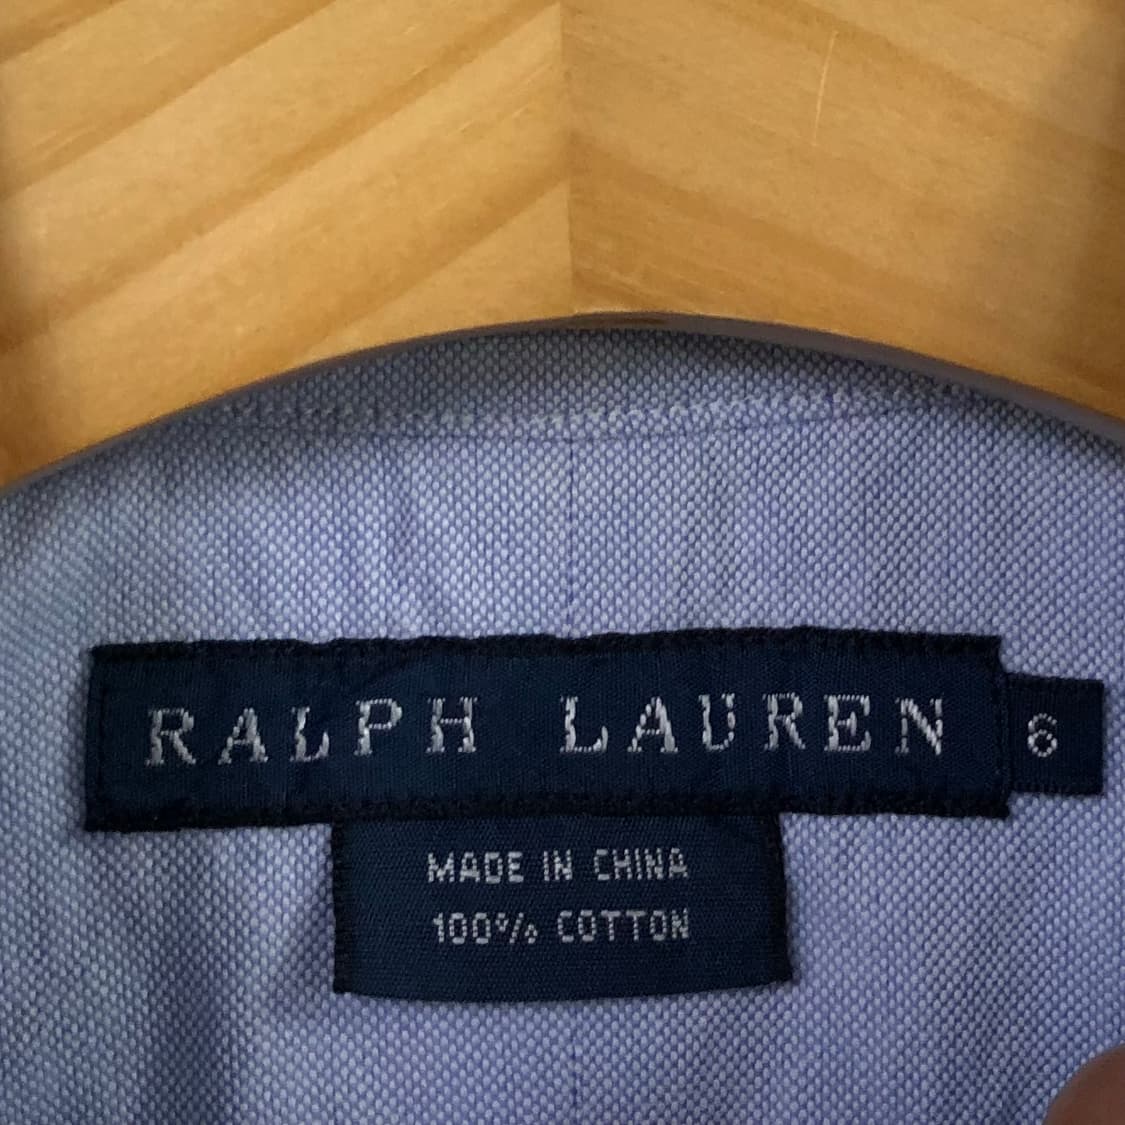 RALPH LAUREN
6
MADE IN CHINA
100% COTTON